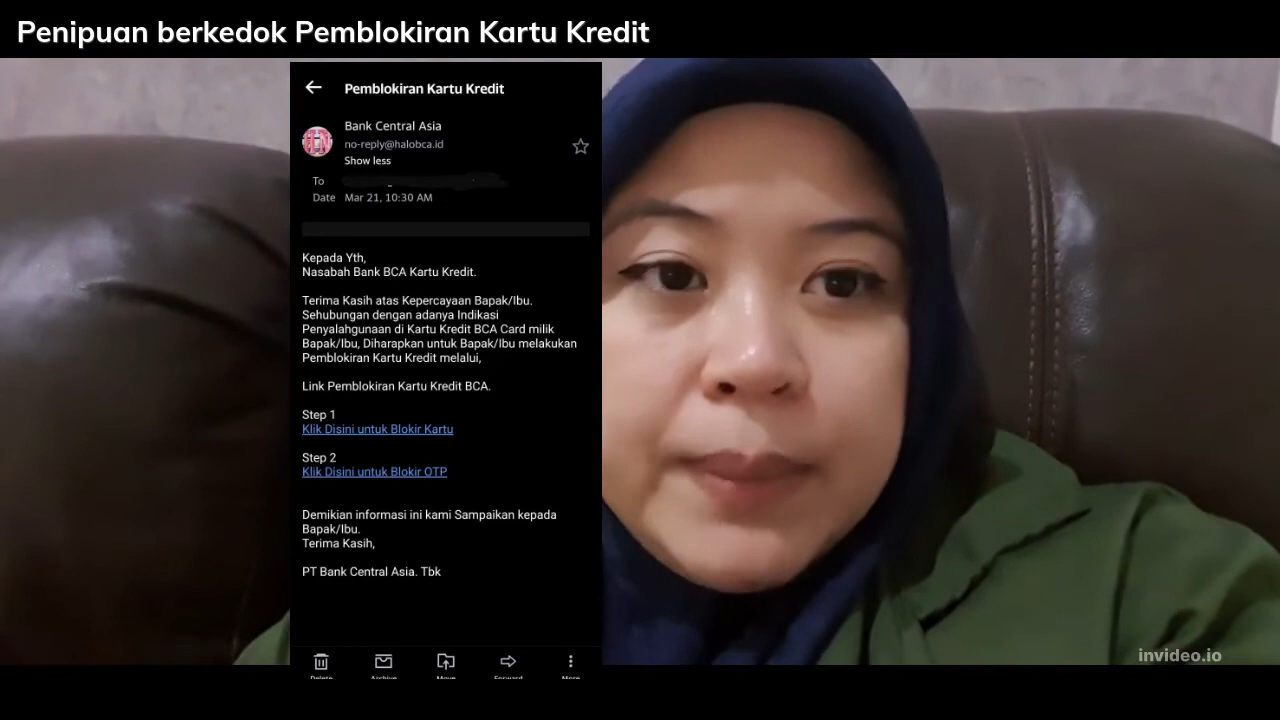 Penipuan berkedok Pemblokiran Kartu Kredit
Pemblokiran Kartu Kredit
Bank Central Asia
no-reply@halobca.id
Show less
To
Date Mar 21, 10:30 AM
Kepada Yth,
Nasabah Bank BCA Kartu Kredit.
Terima Kasih atas Kepercayaan Bapak/Ibu.
Sehubungan dengan adanya Indikasi
Penyalahgunaan di Kartu Kredit BCA Card milik
Bapak/Ibu, Diharapkan untuk Bapak/Ibu melakukan
Pemblokiran Kartu Kredit melalui,
Link Pemblokiran Kartu Kredit BCA.
Step 1
Klik Disini untuk Blokir Kartu
Step 2
Klik Disini untuk Blokir OTP
Demikian informasi ini kami Sampaikan kepada
Bapak/Ibu.
Terima Kasih,
PT Bank Central Asia. Tbk
Delete Archive Move Forward More
invideo.io